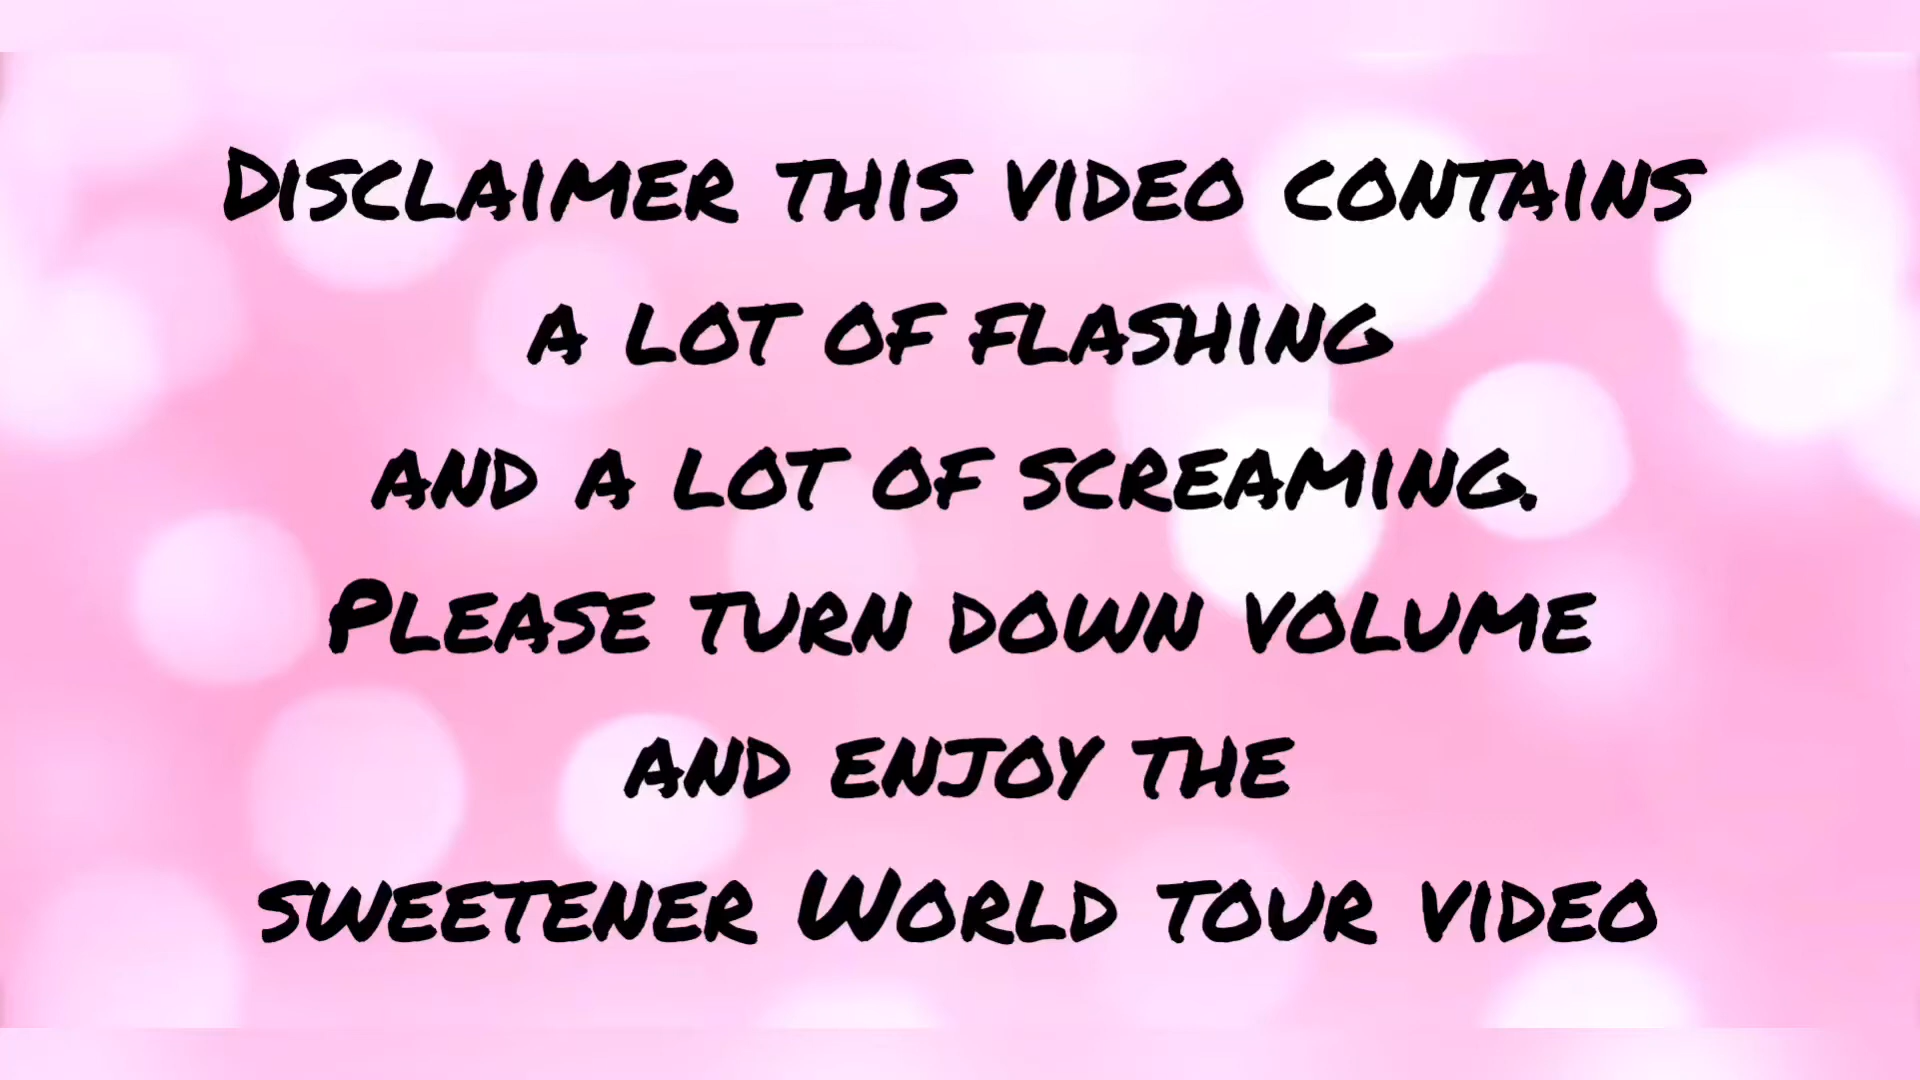 Disclaimer this video contains
a lot of flashing
and a lot of screaming.
Please turn down volume
and enjoy the
sweetener World tour video